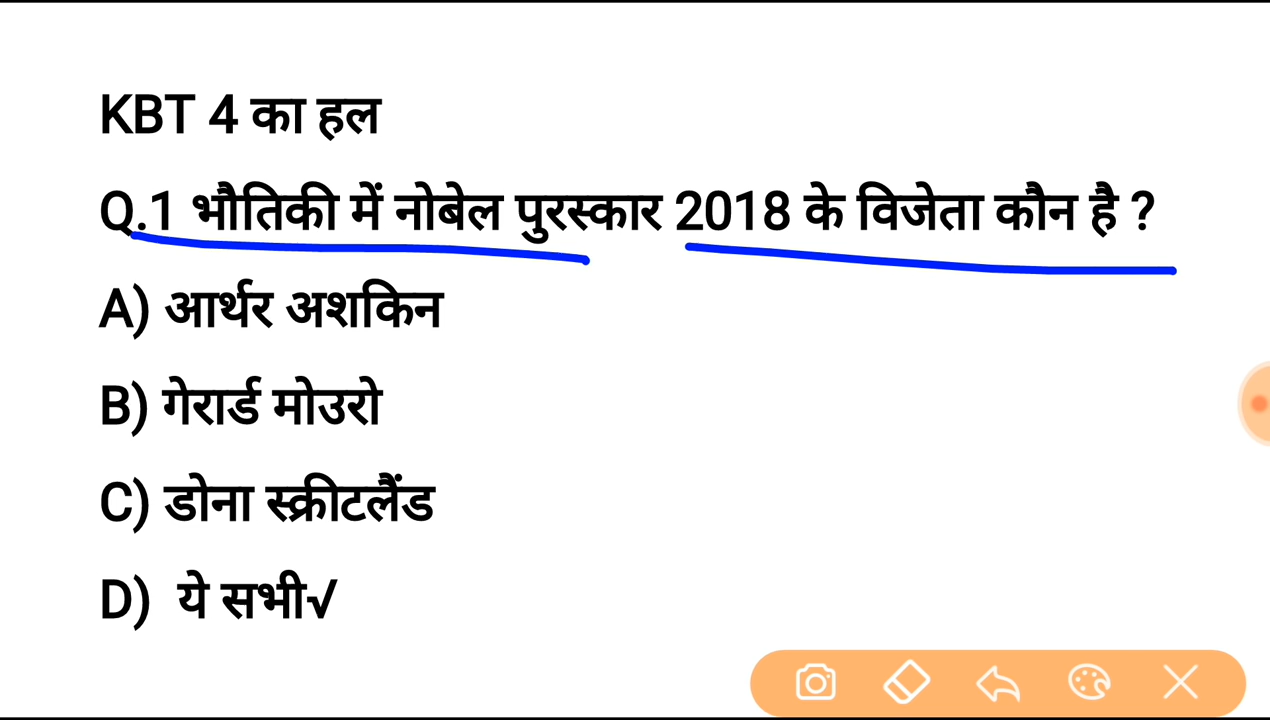 KBT 4 का हल
Q.1 भौतिकी में नोबेल पुरस्कार 2018 के विजेता कौन है ?
A) आर्थर अशकिन
B) गेरार्ड मोउरो
C) डोना स्क्रीटलैंड
D) ये सभी√